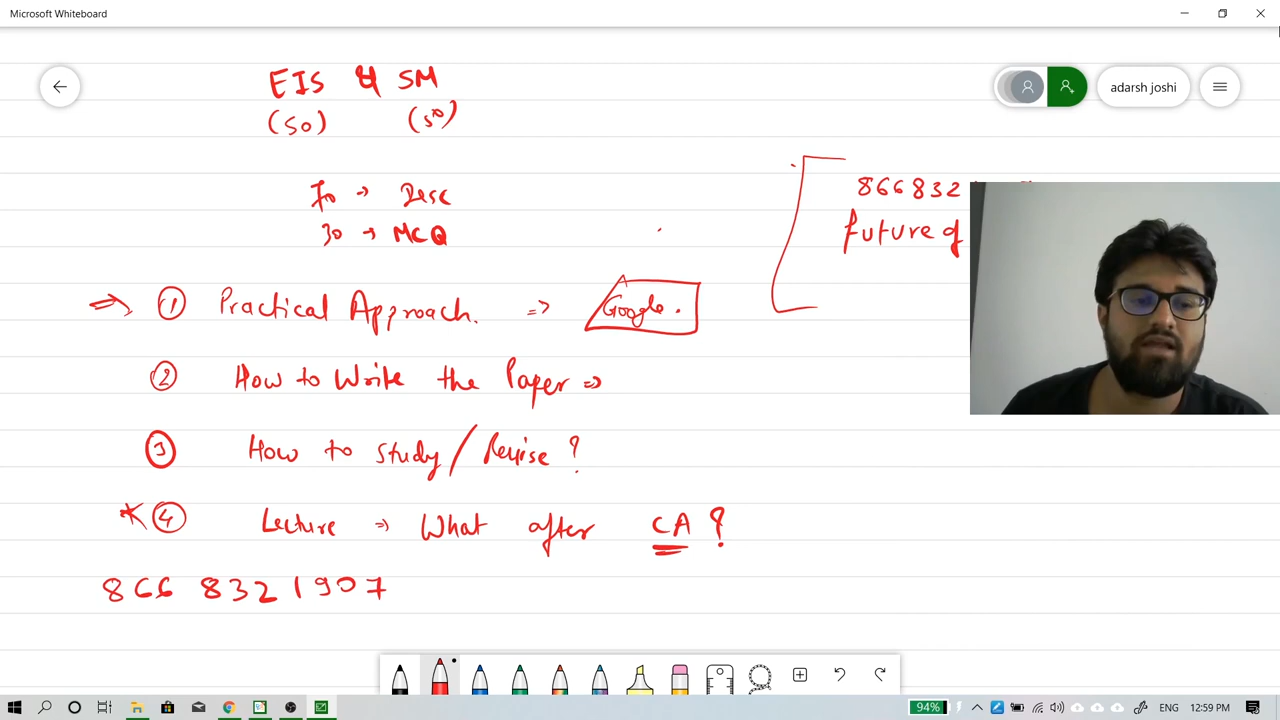 Microsoft Whiteboard
adarsh joshi
EIS & SM
(50) (50)
70 → Desc
30 → MCQ
866832
future of
⇒ ① Practical Approach. ⇒ Google.
② How to Write the Paper ⇒
③ How to study/Revise?
* ④ Lecture ⇒ What after CA?
866 832 1907
94% ENG 12:59 PM